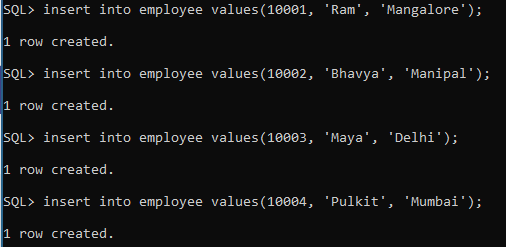 SQL> insert into employee values(10001, 'Ram', 'Mangalore');
1 row created.
SQL> insert into employee values(10002, 'Bhavya', 'Manipal');
1 row created.
SQL> insert into employee values(10003, 'Maya', 'Delhi');
1 row created.
SQL> insert into employee values(10004, 'Pulkit', 'Mumbai');
1 row created.